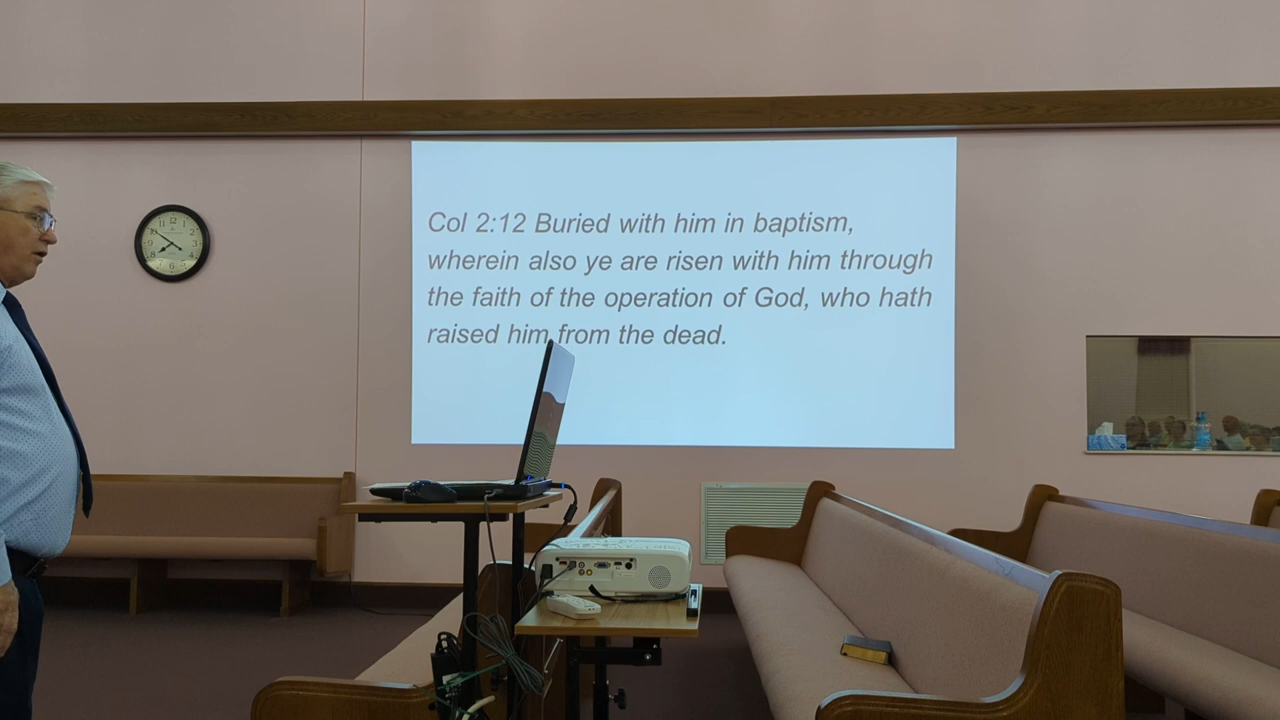 Col 2:12 Buried with him in baptism,
wherein also ye are risen with him through
the faith of the operation of God, who hath
raised him from the dead.
12